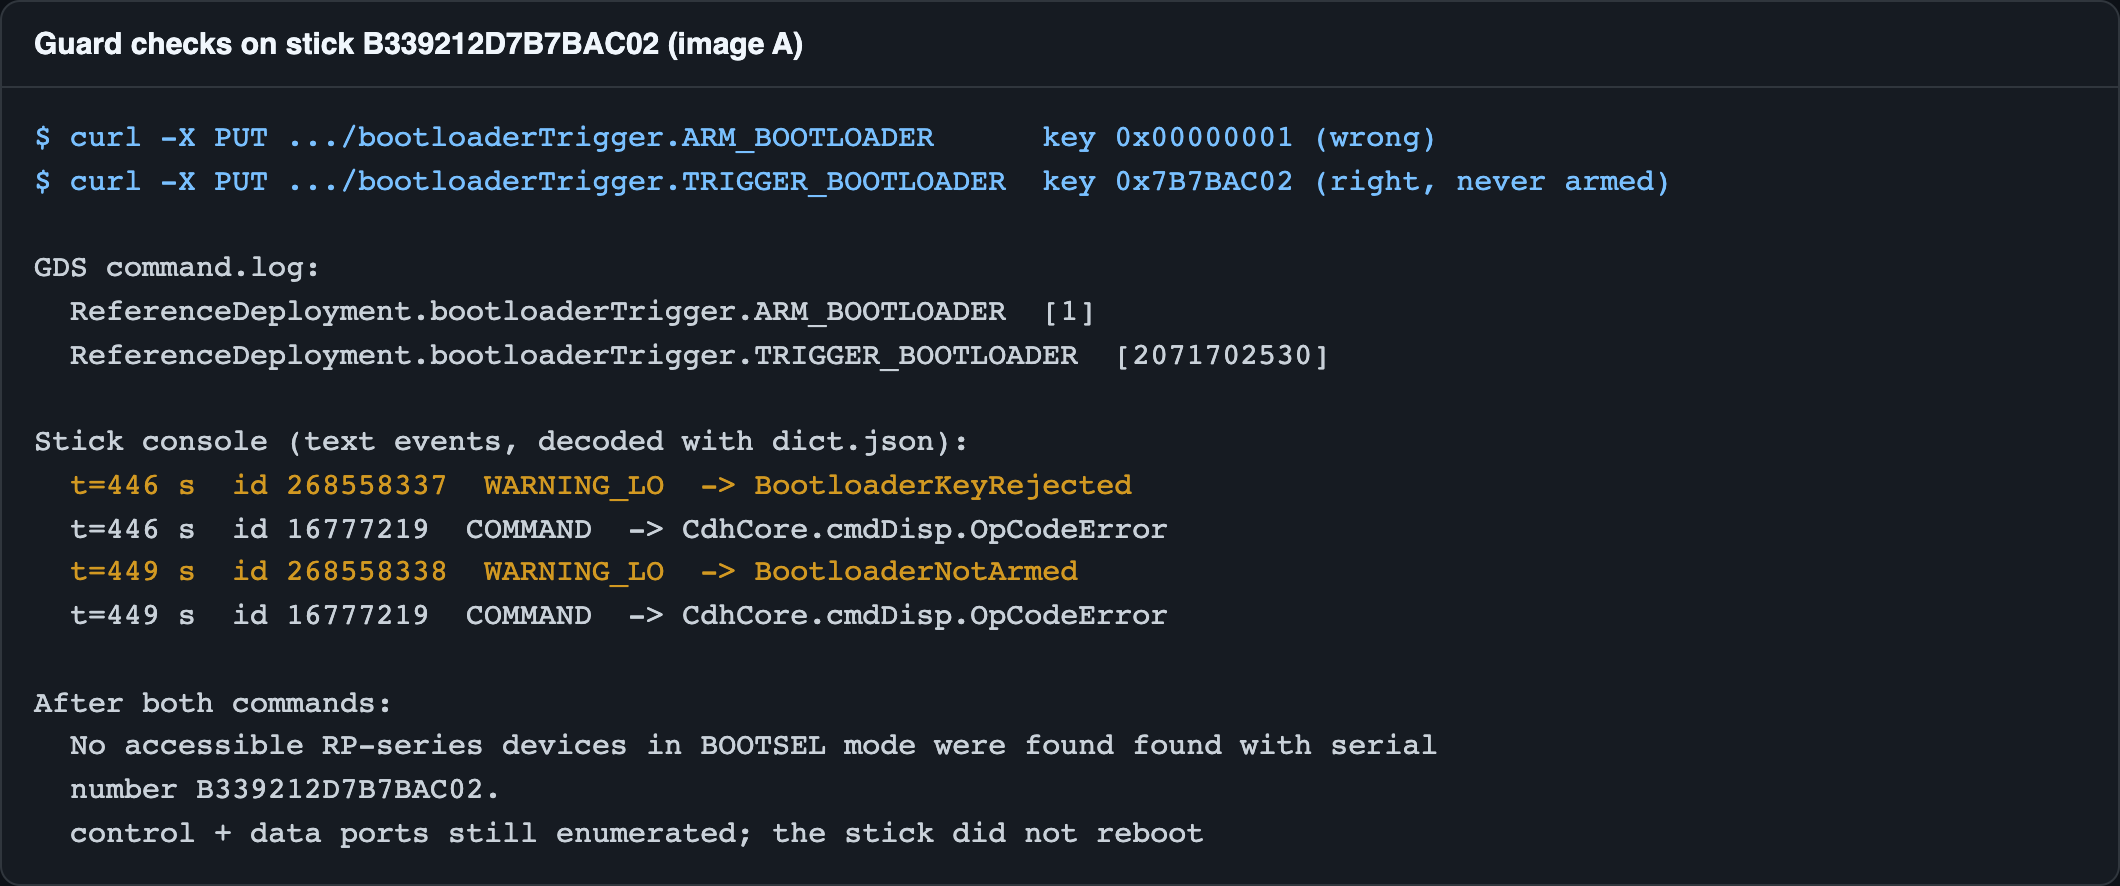 Guard checks on stick B339212D7B7BAC02 (image A)
$ curl -X PUT .../bootloaderTrigger.ARM_BOOTLOADER      key 0x00000001 (wrong)
$ curl -X PUT .../bootloaderTrigger.TRIGGER_BOOTLOADER  key 0x7B7BAC02 (right, never armed)
GDS command.log:
ReferenceDeployment.bootloaderTrigger.ARM_BOOTLOADER  [1]
ReferenceDeployment.bootloaderTrigger.TRIGGER_BOOTLOADER  [2071702530]
Stick console (text events, decoded with dict.json):
t=446 s  id 268558337  WARNING_LO  -> BootloaderKeyRejected
t=446 s  id 16777219  COMMAND  -> CdhCore.cmdDisp.OpCodeError
t=449 s  id 268558338  WARNING_LO  -> BootloaderNotArmed
t=449 s  id 16777219  COMMAND  -> CdhCore.cmdDisp.OpCodeError
After both commands:
No accessible RP-series devices in BOOTSEL mode were found found with serial
number B339212D7B7BAC02.
control + data ports still enumerated; the stick did not reboot